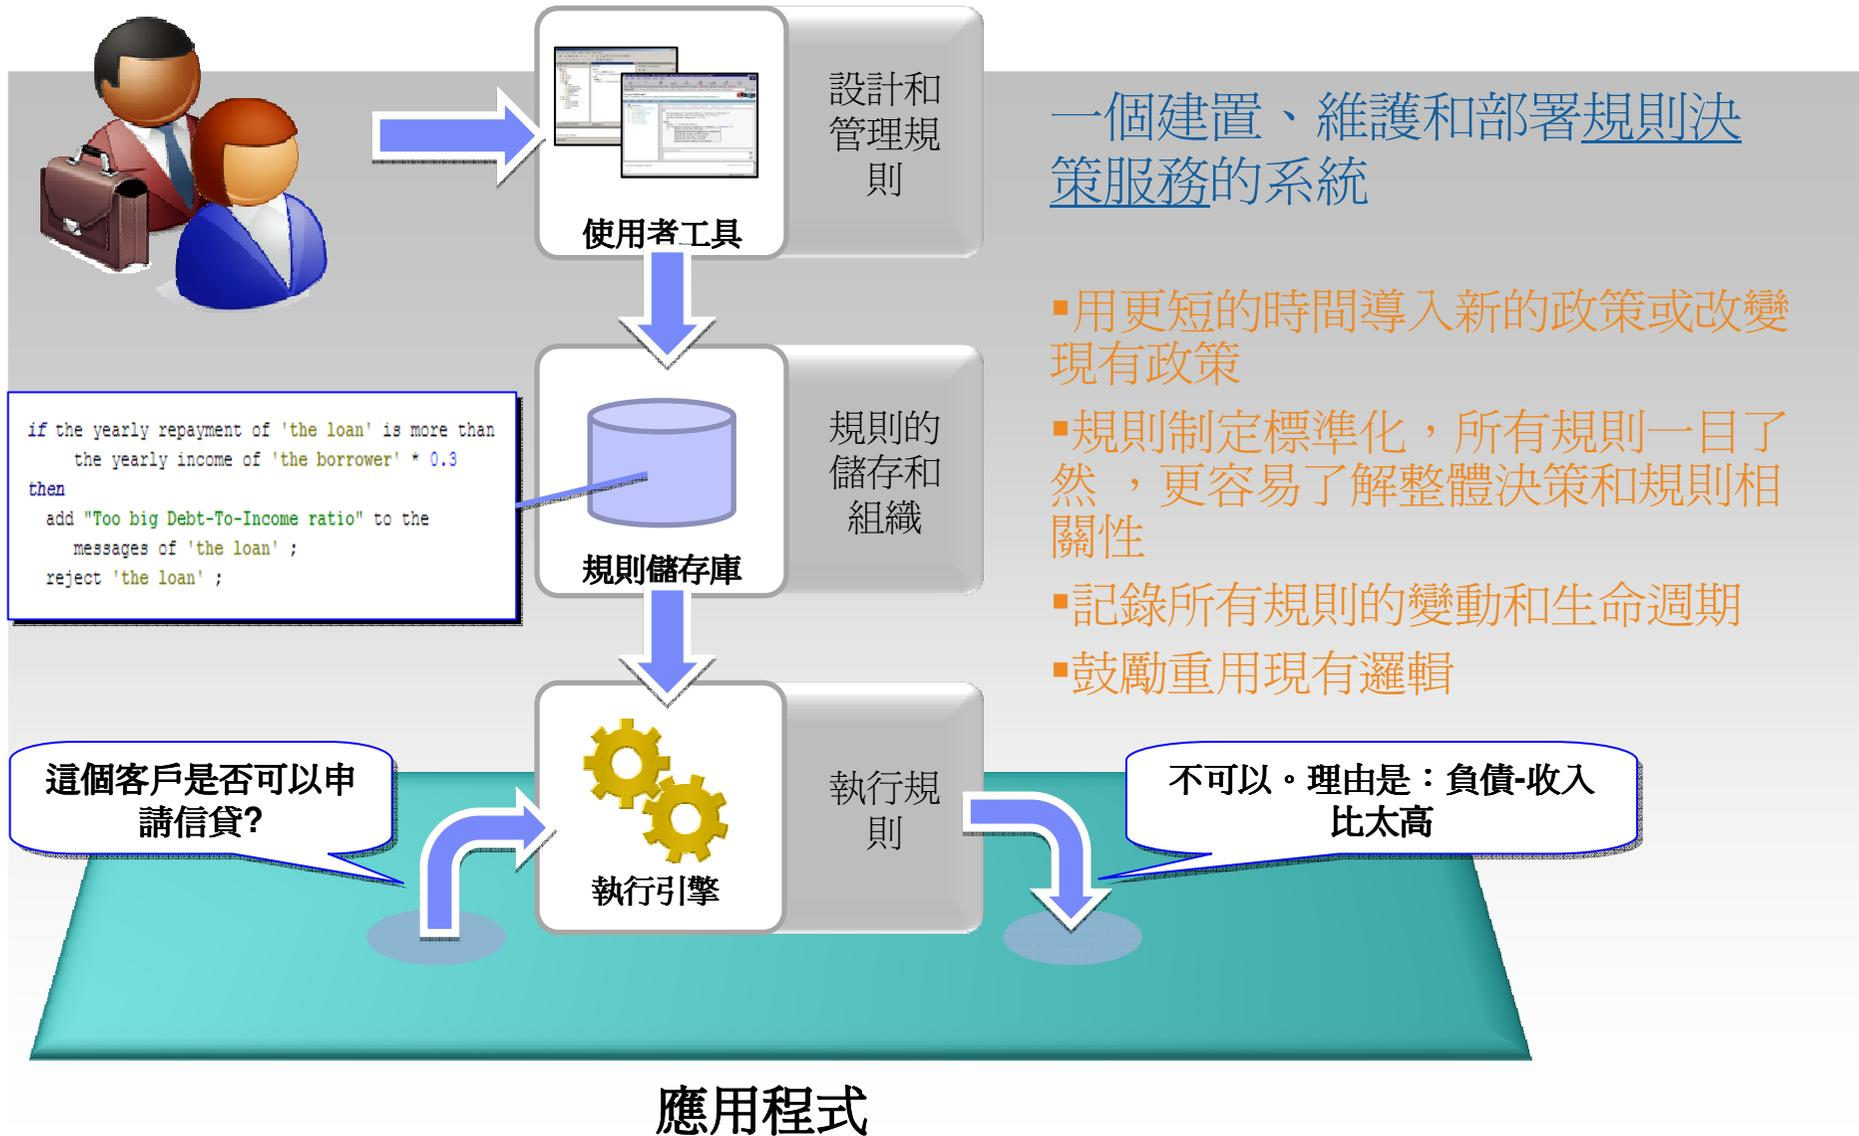 設計和
管理規
則
使用者工具
一個建置、維護和部署規則決
策服務的系統
▪用更短的時間導入新的政策或改變
現有政策
▪規則制定標準化，所有規則一目了
然 ，更容易了解整體決策和規則相
關性
▪記錄所有規則的變動和生命週期
▪鼓勵重用現有邏輯
if the yearly repayment of 'the loan' is more than
the yearly income of 'the borrower' * 0.3
then
add "Too big Debt-To-Income ratio" to the
messages of 'the loan' ;
reject 'the loan' ;
規則的
儲存和
組織
規則儲存庫
這個客戶是否可以申
請信貸?
執行規
則
執行引擎
不可以。理由是：負債-收入
比太高
應用程式